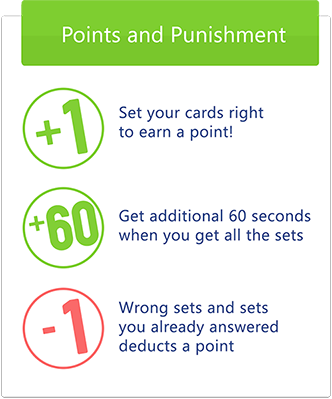 Points and Punishment
+1
Set your cards right
to earn a point!
+60
Get additional 60 seconds
when you get all the sets
-1
Wrong sets and sets
you already answered
deducts a point